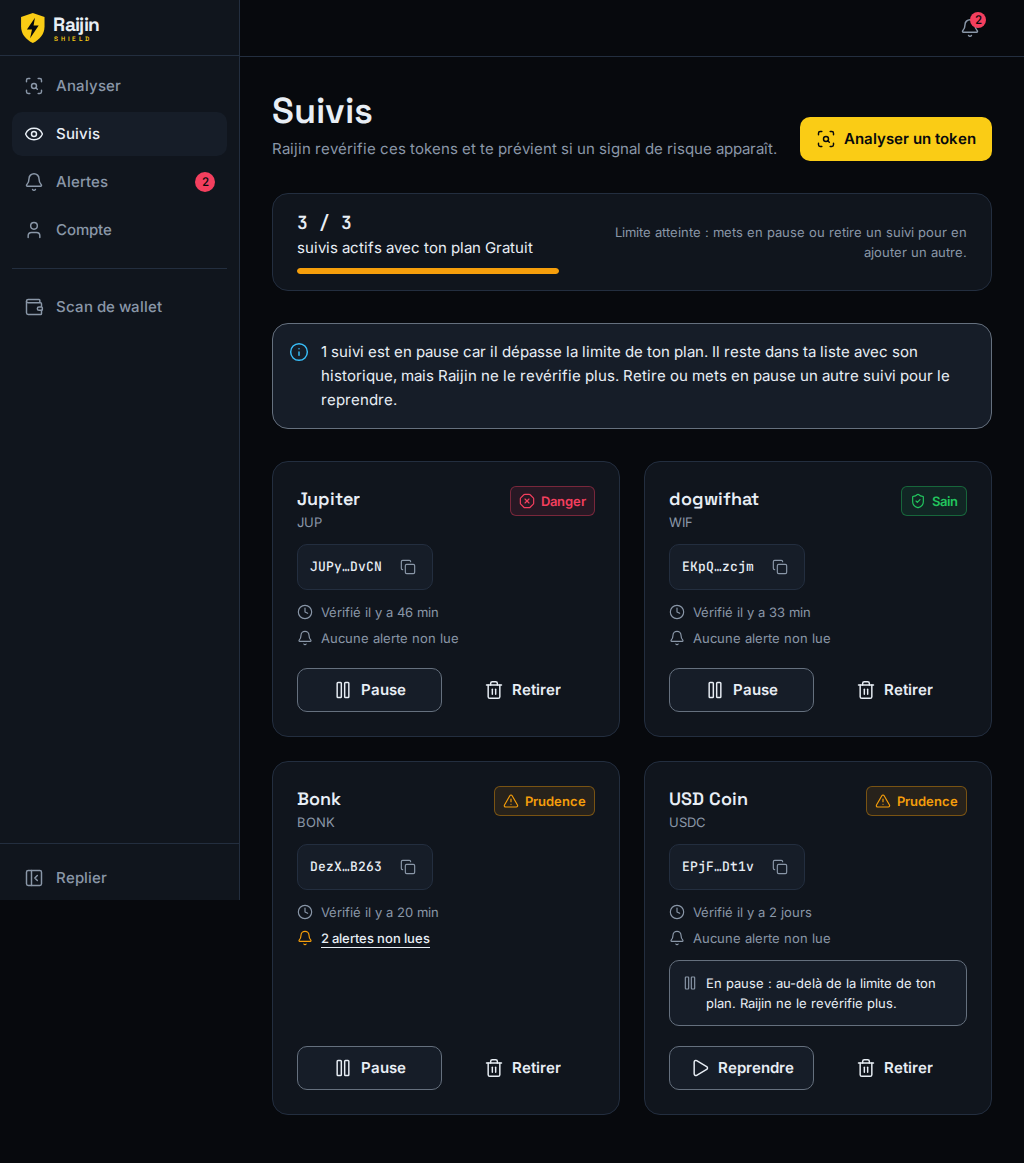 Raijin
SHIELD
2
Analyser
Suivis
Alertes
2
Compte
Scan de wallet
Replier
Suivis
Raijin revérifie ces tokens et te prévient si un signal de risque apparaît.
Analyser un token
3 / 3
suivis actifs avec ton plan Gratuit
Limite atteinte : mets en pause ou retire un suivi pour en
ajouter un autre.
1 suivi est en pause car il dépasse la limite de ton plan. Il reste dans ta liste avec son
historique, mais Raijin ne le revérifie plus. Retire ou mets en pause un autre suivi pour le
reprendre.
Jupiter
Danger
JUP
JUPy…DvCN
Vérifié il y a 46 min
Aucune alerte non lue
Pause
Retirer
dogwifhat
Sain
WIF
EKpQ…zcjm
Vérifié il y a 33 min
Aucune alerte non lue
Pause
Retirer
Bonk
Prudence
BONK
DezX…B263
Vérifié il y a 20 min
2 alertes non lues
Pause
Retirer
USD Coin
Prudence
USDC
EPjF…Dt1v
Vérifié il y a 2 jours
Aucune alerte non lue
En pause : au-delà de la limite de ton
plan. Raijin ne le revérifie plus.
Reprendre
Retirer